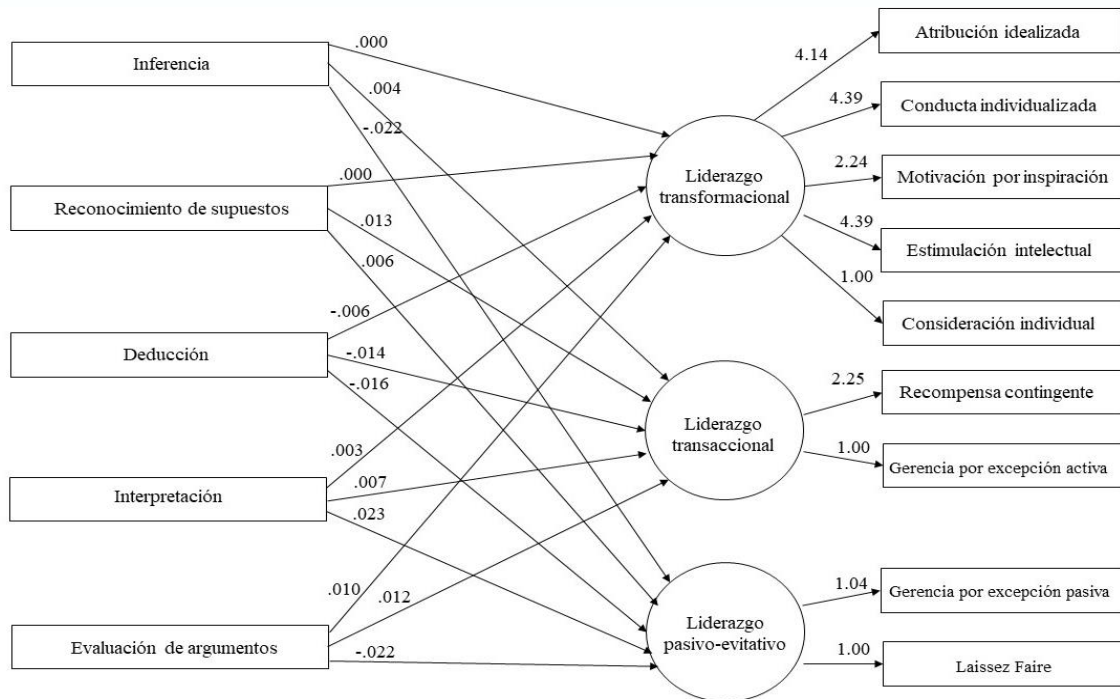 Inferencia
Reconocimiento de supuestos
Deducción
Interpretación
Evaluación de argumentos
.000
.004
-.022
.000
.013
.006
-.006
-.014
-.016
.003
.007
.023
.010
.012
-.022
Liderazgo
transformacional
Liderazgo
transaccional
Liderazgo
pasivo-evitativo
4.14
4.39
2.24
4.39
1.00
2.25
1.00
1.04
1.00
Atribución idealizada
Conducta individualizada
Motivación por inspiración
Estimulación intelectual
Consideración individual
Recompensa contingente
Gerencia por excepción activa
Gerencia por excepción pasiva
Laissez Faire